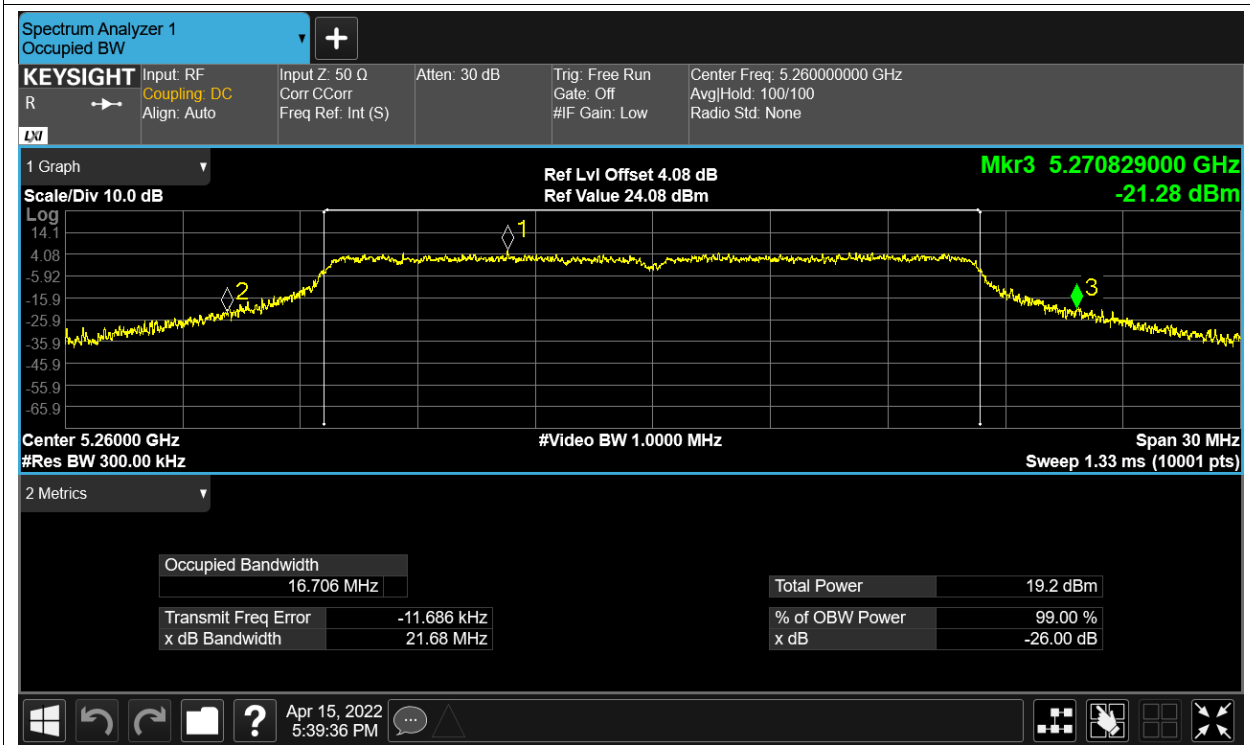 Spectrum Analyzer 1
Occupied BW
+
KEYSIGHT
R
LXI
Input: RF
Coupling: DC
Align: Auto
Input Z: 50 Ω
Corr CCorr
Freq Ref: Int (S)
Atten: 30 dB
Trig: Free Run
Gate: Off
#IF Gain: Low
Center Freq: 5.260000000 GHz
Avg|Hold: 100/100
Radio Std: None
1 Graph
Scale/Div 10.0 dB
Ref Lvl Offset 4.08 dB
Ref Value 24.08 dBm
Mkr3 5.270829000 GHz
-21.28 dBm
Log
14.1
4.08
-5.92
-15.9
-25.9
-35.9
-45.9
-55.9
-65.9
1
2
3
Center 5.26000 GHz
#Res BW 300.00 kHz
#Video BW 1.0000 MHz
Span 30 MHz
Sweep 1.33 ms (10001 pts)
2 Metrics
Occupied Bandwidth
16.706 MHz
Transmit Freq Error -11.686 kHz
x dB Bandwidth 21.68 MHz
Total Power 19.2 dBm
% of OBW Power 99.00 %
x dB -26.00 dB
?
Apr 15, 2022
5:39:36 PM